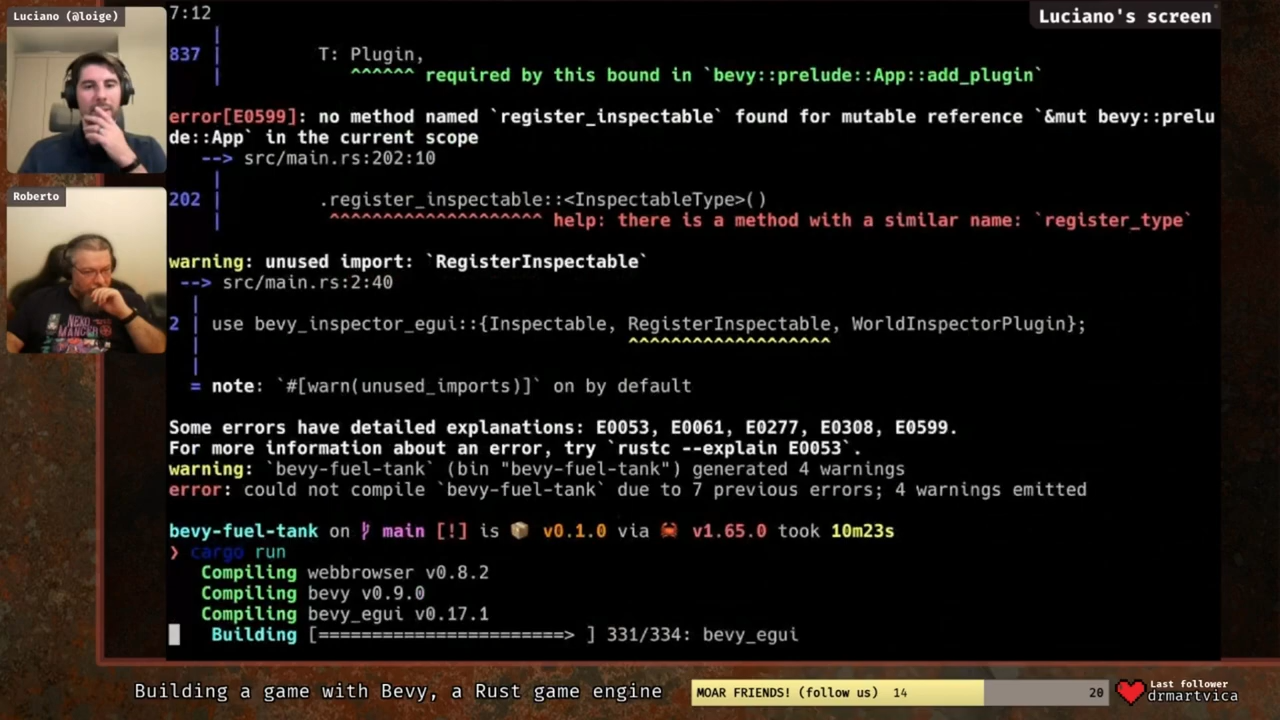 Luciano (@loige)
7:12
Luciano's screen
837 | T: Plugin,
| ^^^^^^ required by this bound in `bevy::prelude::App::add_plugin`
error[E0599]: no method named `register_inspectable` found for mutable reference `&mut bevy::prelu
de::App` in the current scope
--> src/main.rs:202:10
|
202 | .register_inspectable::<InspectableType>()
| ^^^^^^^^^^^^^^^^^^^^ help: there is a method with a similar name: `register_type`
Roberto
warning: unused import: `RegisterInspectable`
--> src/main.rs:2:40
|
2 | use bevy_inspector_egui::{Inspectable, RegisterInspectable, WorldInspectorPlugin};
| ^^^^^^^^^^^^^^^^^^^
|
= note: `#[warn(unused_imports)]` on by default
Some errors have detailed explanations: E0053, E0061, E0277, E0308, E0599.
For more information about an error, try `rustc --explain E0053`.
warning: `bevy-fuel-tank` (bin "bevy-fuel-tank") generated 4 warnings
error: could not compile `bevy-fuel-tank` due to 7 previous errors; 4 warnings emitted
bevy-fuel-tank on main [!] is 📦 v0.1.0 via 🦀 v1.65.0 took 10m23s
❯ cargo run
Compiling webbrowser v0.8.2
Compiling bevy v0.9.0
Compiling bevy_egui v0.17.1
Building [=======================> ] 331/334: bevy_egui
Building a game with Bevy, a Rust game engine
MOAR FRIENDS! (follow us) 14
20
Last follower
drmartvica